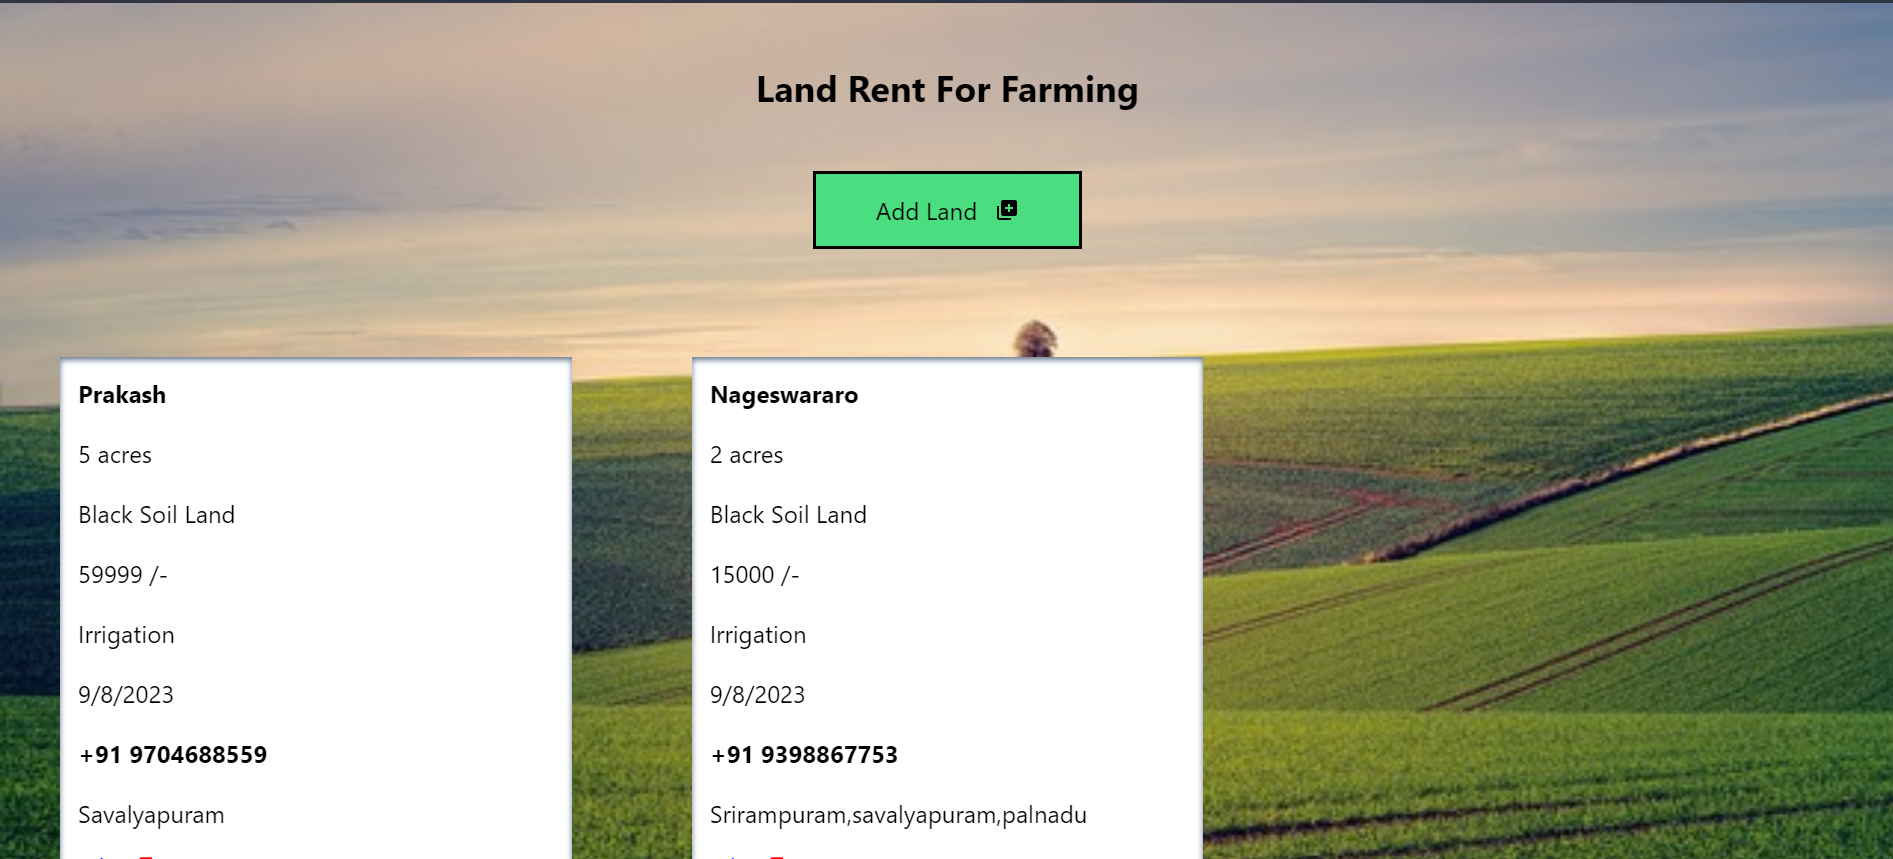 Land Rent For Farming
Add Land
Prakash
5 acres
Black Soil Land
59999 /-
Irrigation
9/8/2023
+91 9704688559
Savalyapuram
Nageswararo
2 acres
Black Soil Land
15000 /-
Irrigation
9/8/2023
+91 9398867753
Srirampuram,savalyapuram,palnadu